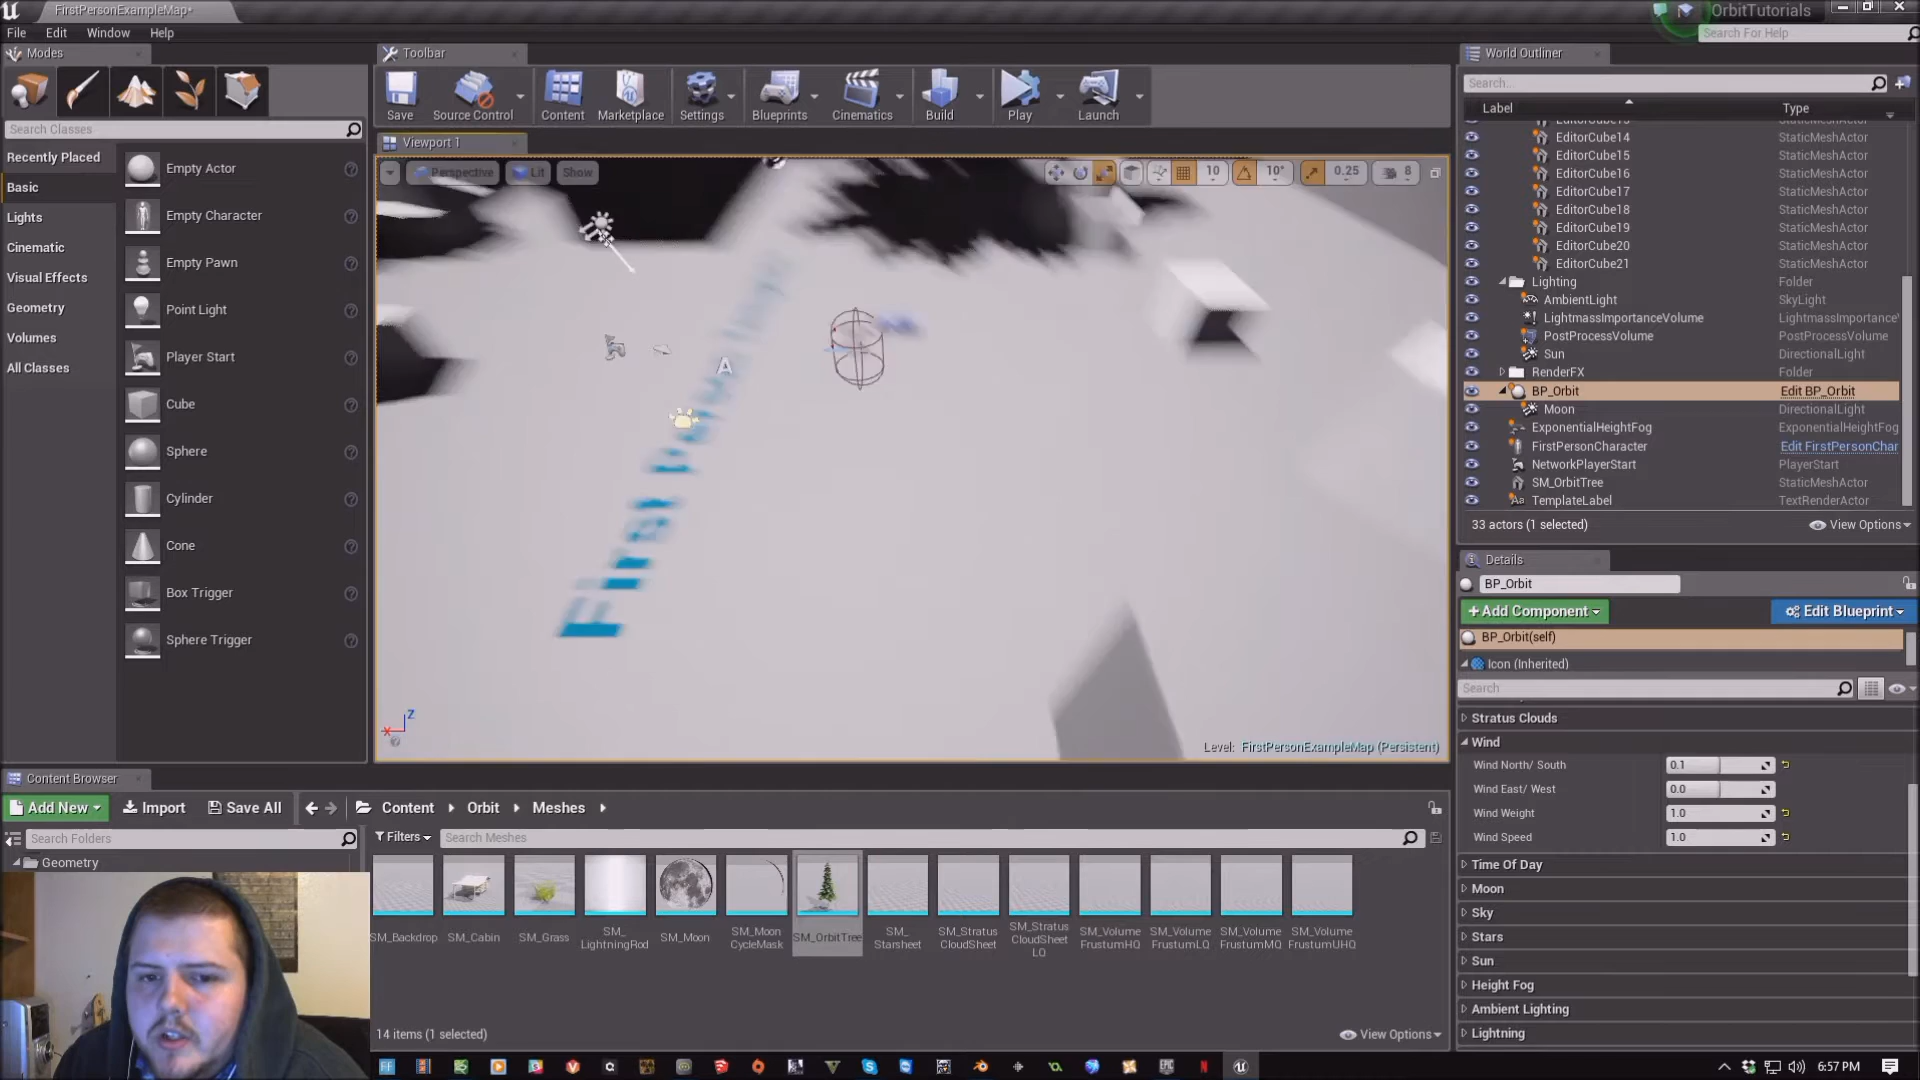 FirstPersonExampleMap*
OrbitTutorials
File Edit Window Help
Search For Help
Modes
Toolbar
World Outliner
Search...
Save
Source Control
Content
Marketplace
Settings
Blueprints
Cinematics
Build
Play
Launch
Label Type
Search Classes
Recently Placed
Basic
Lights
Cinematic
Visual Effects
Geometry
Volumes
All Classes
Empty Actor
Empty Character
Empty Pawn
Point Light
Player Start
Cube
Sphere
Cylinder
Cone
Box Trigger
Sphere Trigger
Viewport 1
Perspective Lit Show
10 10° 0.25 8
Level: FirstPersonExampleMap (Persistent)
Z
X
EditorCube14 StaticMeshActor
EditorCube15 StaticMeshActor
EditorCube16 StaticMeshActor
EditorCube17 StaticMeshActor
EditorCube18 StaticMeshActor
EditorCube19 StaticMeshActor
EditorCube20 StaticMeshActor
EditorCube21 StaticMeshActor
Lighting Folder
AmbientLight SkyLight
LightmassImportanceVolume LightmassImportance
PostProcessVolume PostProcessVolume
Sun DirectionalLight
RenderFX Folder
BP_Orbit Edit BP_Orbit
Moon DirectionalLight
ExponentialHeightFog ExponentialHeightFog
FirstPersonCharacter Edit FirstPersonChar
NetworkPlayerStart PlayerStart
SM_OrbitTree StaticMeshActor
TemplateLabel TextRenderActor
33 actors (1 selected)
View Options
Details
BP_Orbit
+Add Component
Edit Blueprint
BP_Orbit(self)
Icon (Inherited)
Search
Stratus Clouds
Wind
Wind North/ South 0.1
Wind East/ West 0.0
Wind Weight 1.0
Wind Speed 1.0
Time Of Day
Moon
Sky
Stars
Sun
Height Fog
Ambient Lighting
Lightning
Content Browser
Add New
Import
Save All
Content Orbit Meshes
Search Folders
Geometry
Filters
Search Meshes
SM_Backdrop
SM_Cabin
SM_Grass
SM_
LightningRod
SM_Moon
SM_Moon
CycleMask
SM_OrbitTree
SM_
Starsheet
SM_Stratus
CloudSheet
SM_Stratus
CloudSheet
LQ
SM_Volume
FrustumHQ
SM_Volume
FrustumLQ
SM_Volume
FrustumMQ
SM_Volume
FrustumUHQ
14 items (1 selected)
View Options
6:57 PM